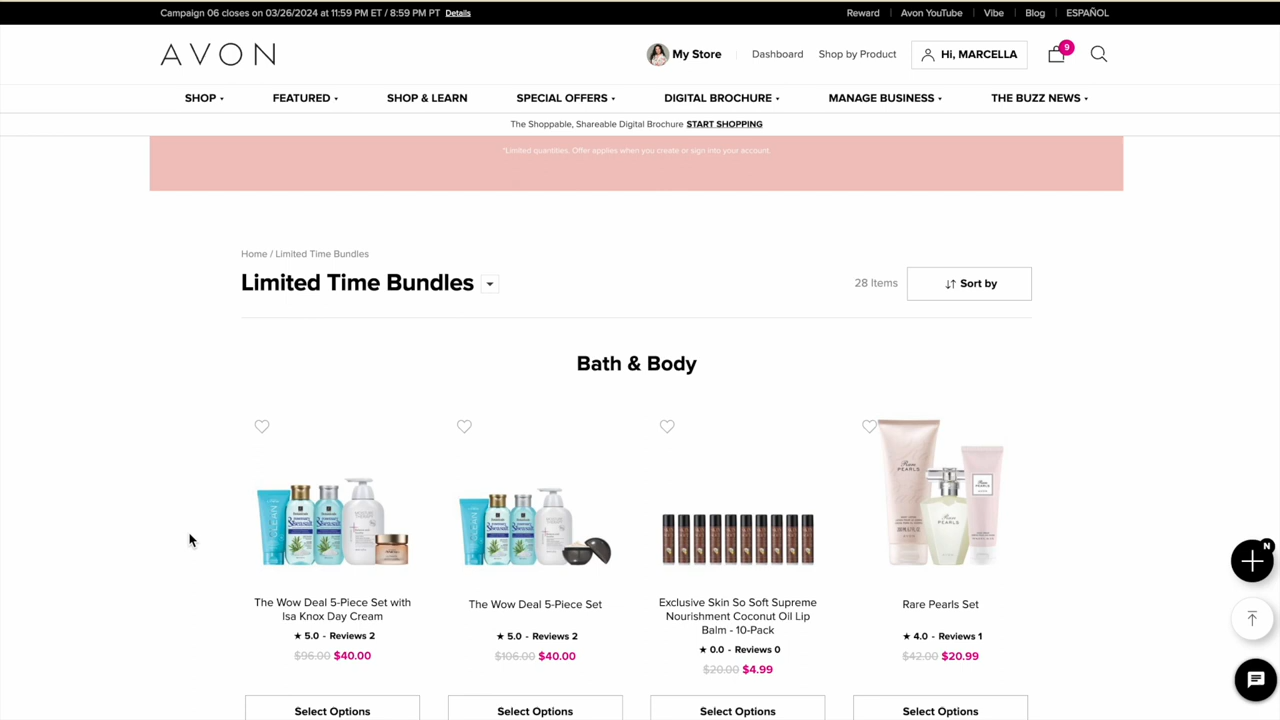 Campaign 06 closes on 03/26/2024 at 11:59 PM ET / 8:59 PM PT Details
Reward Avon YouTube Vibe Blog ESPAÑOL
AVON
My Store Dashboard Shop by Product Hi, MARCELLA 9
SHOP FEATURED SHOP & LEARN SPECIAL OFFERS DIGITAL BROCHURE MANAGE BUSINESS THE BUZZ NEWS
The Shoppable, Shareable Digital Brochure START SHOPPING
*Limited quantities. Offer applies when you create or sign into your account.
Home / Limited Time Bundles
Limited Time Bundles
28 Items Sort by
Bath & Body
The Wow Deal 5-Piece Set with
Isa Knox Day Cream
★ 5.0 - Reviews 2
$96.00 $40.00
Select Options
The Wow Deal 5-Piece Set
★ 5.0 - Reviews 2
$106.00 $40.00
Select Options
Exclusive Skin So Soft Supreme
Nourishment Coconut Oil Lip
Balm - 10-Pack
★ 0.0 - Reviews 0
$20.00 $4.99
Select Options
Rare PEARLS
Rare PEARLS
Rare Pearls Set
★ 4.0 - Reviews 1
$42.00 $20.99
Select Options
N